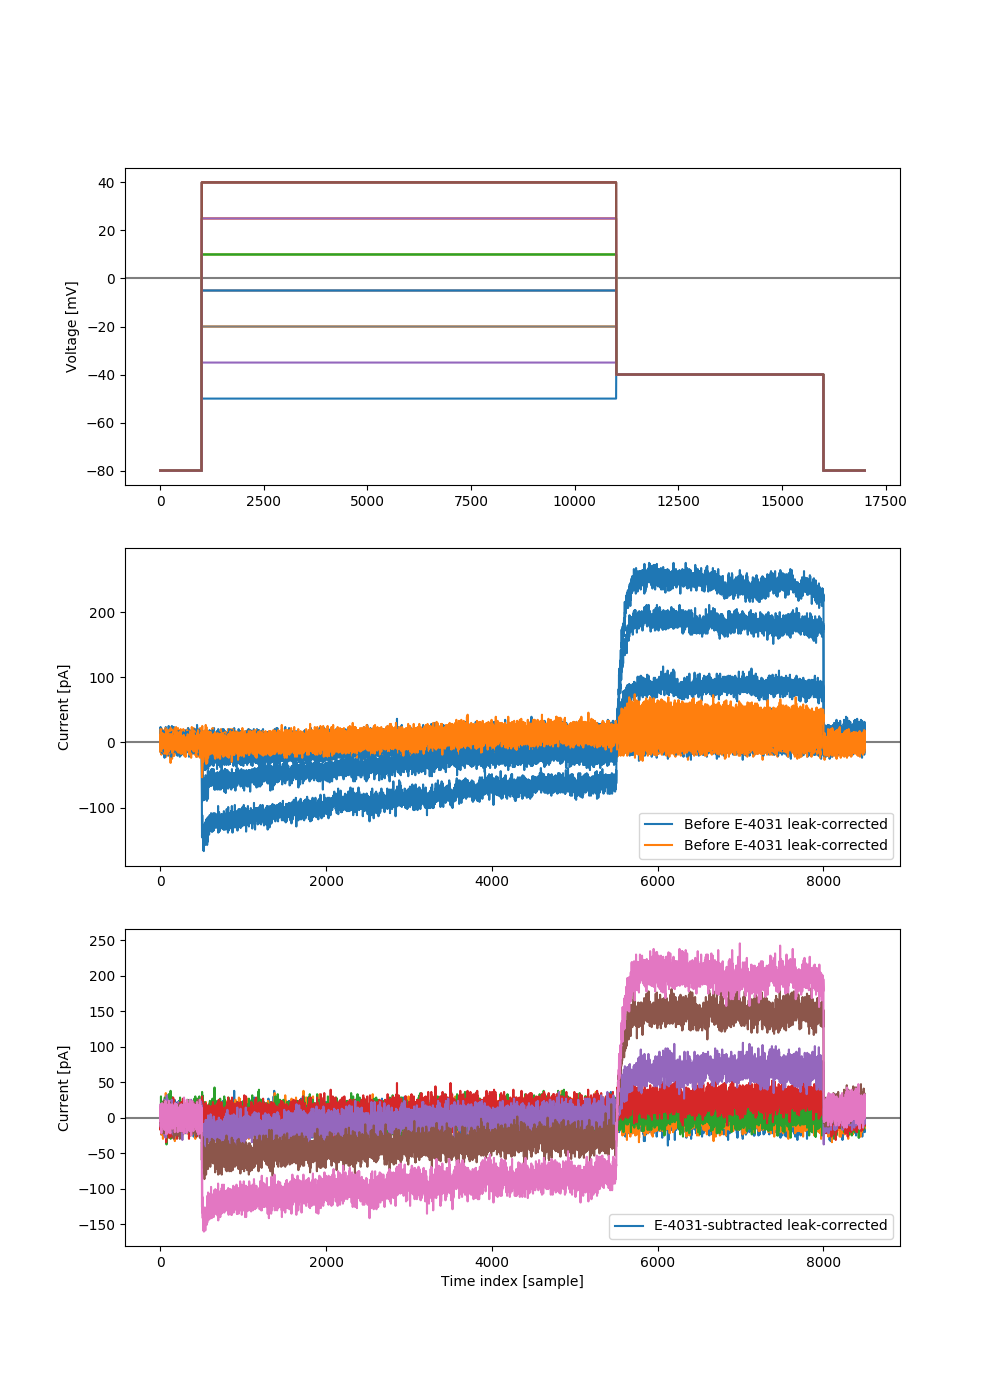 40
20
0
−20
−40
−60
−80
Voltage [mV]
0 2500 5000 7500 10000 12500 15000 17500
200
100
0
−100
Current [pA]
Before E-4031 leak-corrected
Before E-4031 leak-corrected
0 2000 4000 6000 8000
250
200
150
100
50
0
−50
−100
−150
Current [pA]
E-4031-subtracted leak-corrected
0 2000 4000 6000 8000
Time index [sample]